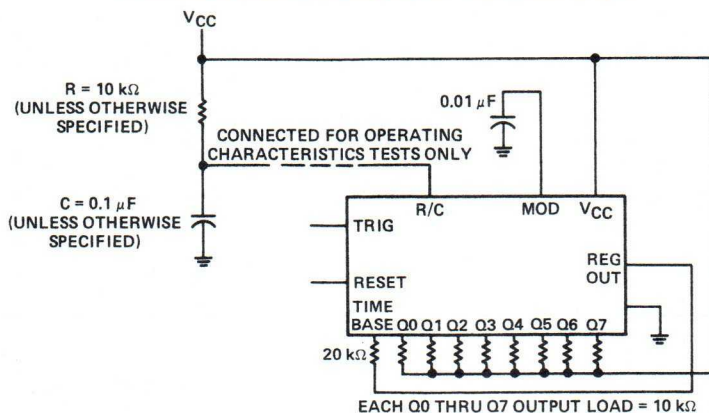 VCC
R = 10 kΩ
(UNLESS OTHERWISE
SPECIFIED)
0.01 µF
CONNECTED FOR OPERATING
CHARACTERISTICS TESTS ONLY
C = 0.1 µF
(UNLESS OTHERWISE
SPECIFIED)
R/C MOD VCC
TRIG
REG
OUT
RESET
TIME
BASE Q0 Q1 Q2 Q3 Q4 Q5 Q6 Q7
20 kΩ
EACH Q0 THRU Q7 OUTPUT LOAD = 10 kΩ